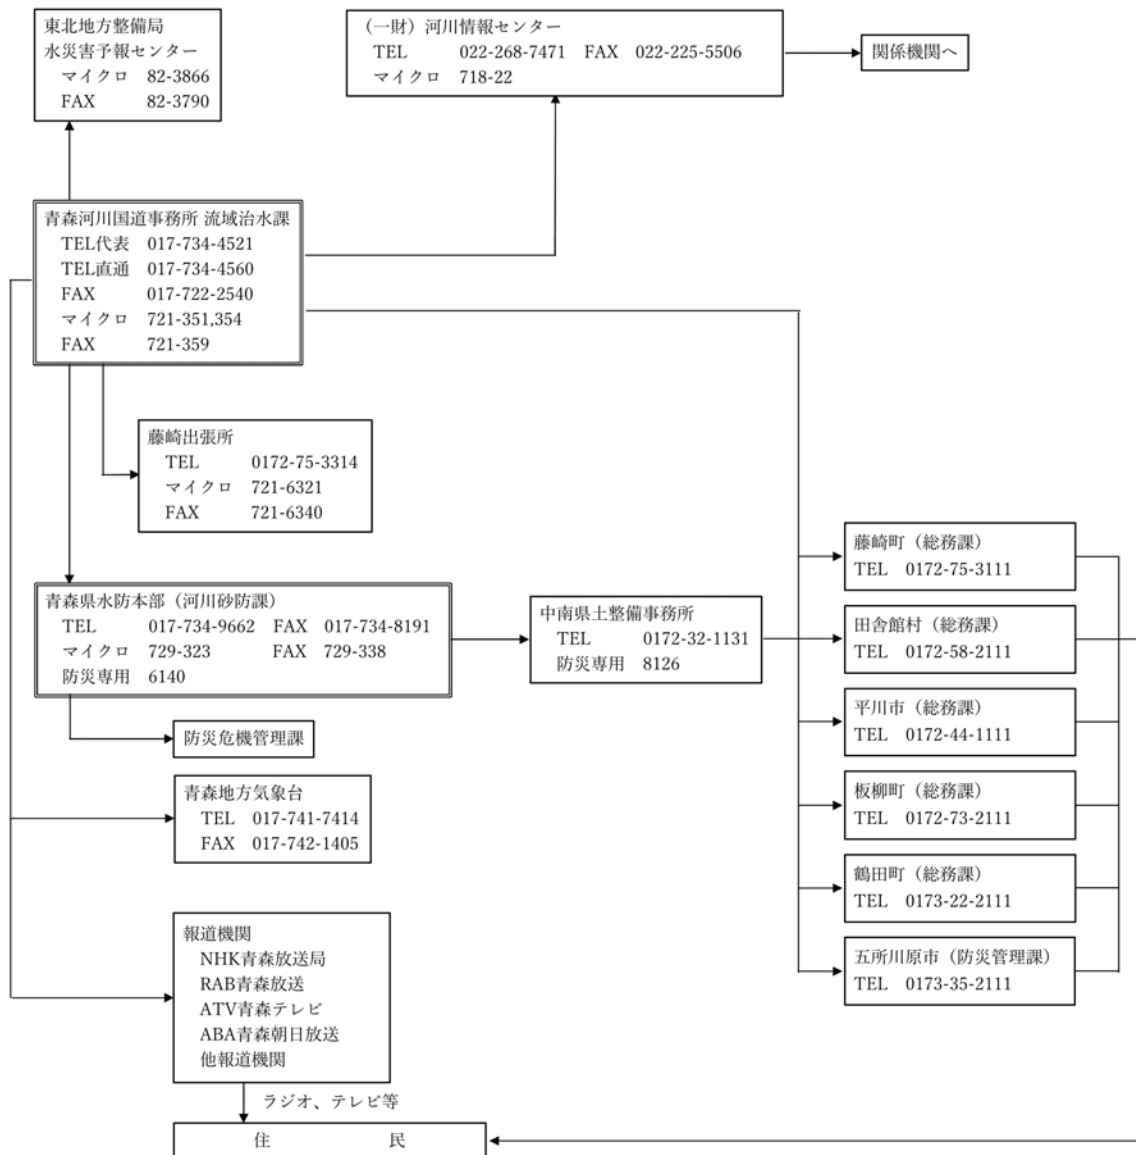 東北地方整備局
水災害予報センター
マイクロ 82-3866
FAX 82-3790
(一財)河川情報センター
TEL 022-268-7471 FAX 022-225-5506
マイクロ 718-22
関係機関へ
青森河川国道事務所 流域治水課
TEL代表 017-734-4521
TEL直通 017-734-4560
FAX 017-722-2540
マイクロ 721-351,354
FAX 721-359
藤崎出張所
TEL 0172-75-3314
マイクロ 721-6321
FAX 721-6340
青森県水防本部(河川砂防課)
TEL 017-734-9662 FAX 017-734-8191
マイクロ 729-323 FAX 729-338
防災専用 6140
中南県土整備事務所
TEL 0172-32-1131
防災専用 8126
藤崎町(総務課)
TEL 0172-75-3111
田舎館村(総務課)
TEL 0172-58-2111
平川市(総務課)
TEL 0172-44-1111
板柳町(総務課)
TEL 0172-73-2111
鶴田町(総務課)
TEL 0173-22-2111
五所川原市(防災管理課)
TEL 0173-35-2111
防災危機管理課
青森地方気象台
TEL 017-741-7414
FAX 017-742-1405
報道機関
NHK青森放送局
RAB青森放送
ATV青森テレビ
ABA青森朝日放送
他報道機関
ラジオ、テレビ等
住 民